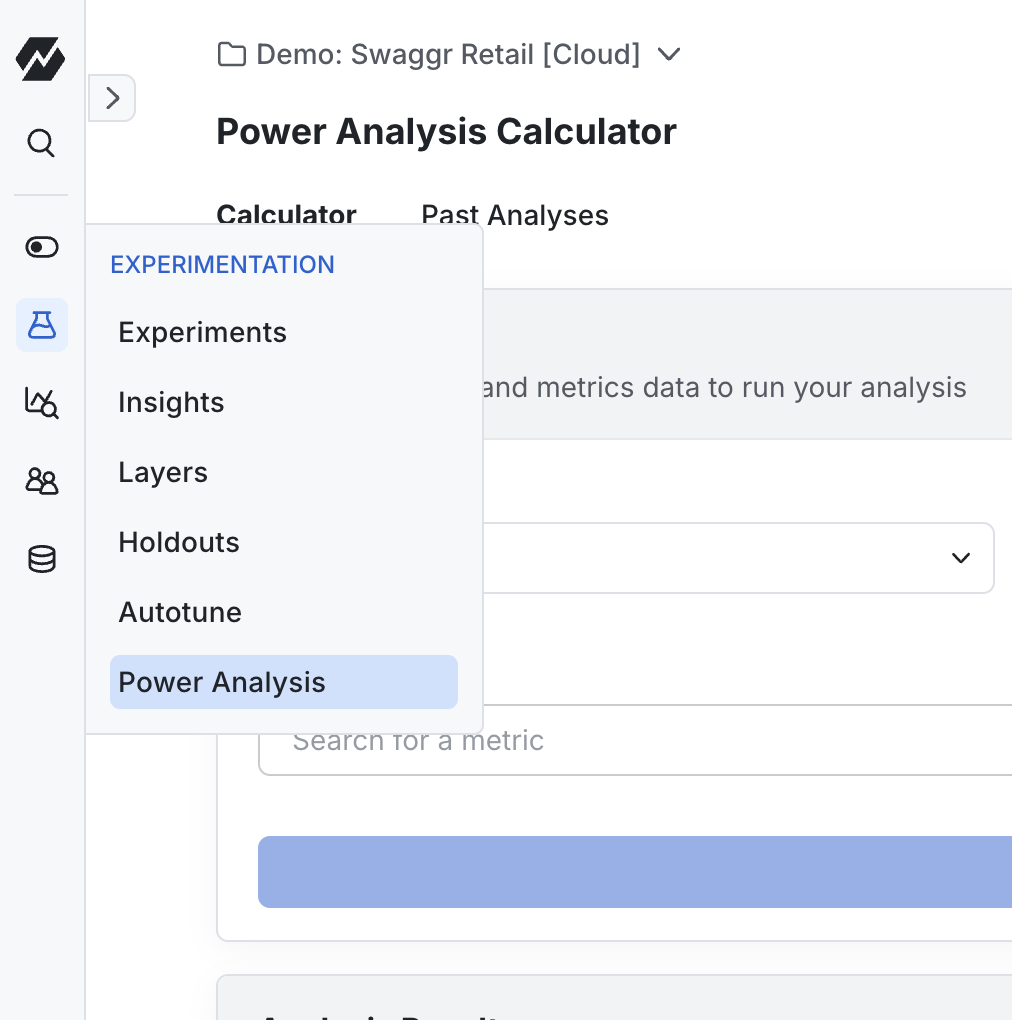 Demo: Swaggr Retail [Cloud]
Power Analysis Calculator
Calculator
Past Analyses
EXPERIMENTATION
Experiments
Insights
Layers
Holdouts
Autotune
Power Analysis
and metrics data to run your analysis
Search for a metric